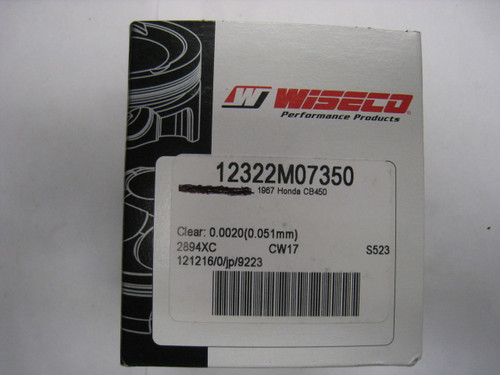 WISECO
Performance Products
12322M07350
1967 Honda CB450
Clear: 0.0020(0.051mm)
2894XC CW17 S523
121216/0/jp/9223